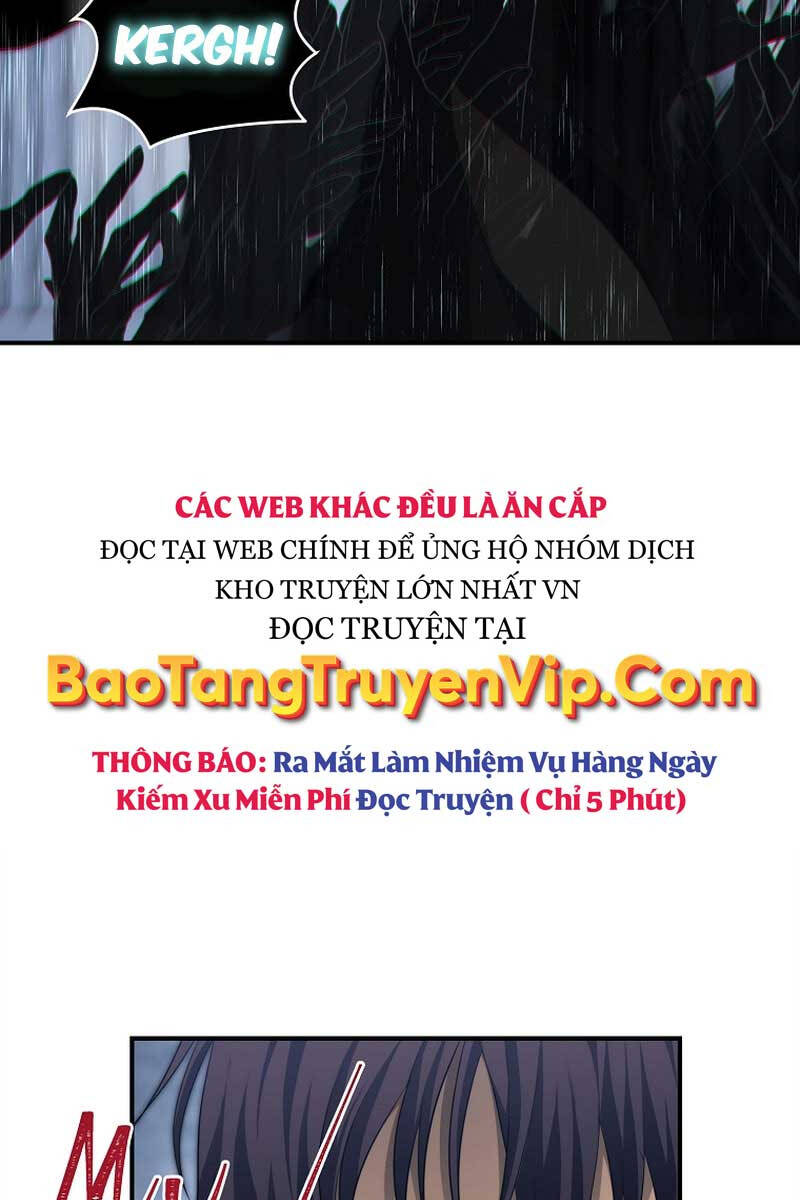 KERGH!
CÁC WEB KHÁC ĐỀU LÀ ĂN CẮP
ĐỌC TẠI WEB CHÍNH ĐỂ ỦNG HỘ NHÓM DỊCH
KHO TRUYỆN LỚN NHẤT VN
ĐỌC TRUYỆN TẠI
BaoTangTruyenVip.Com
THÔNG BÁO: Ra Mắt Làm Nhiệm Vụ Hàng Ngày
Kiếm Xu Miễn Phí Đọc Truyện ( Chỉ 5 Phút)